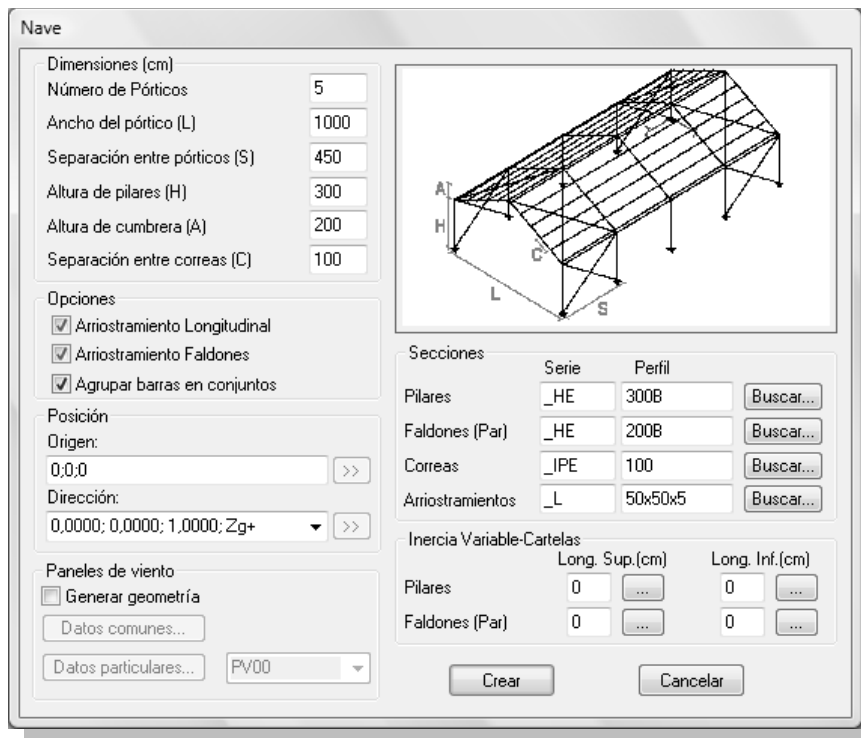 Nave
Dimensiones (cm)
Número de Pórticos 5
Ancho del pórtico (L) 1000
Separación entre pórticos (S) 450
Altura de pilares (H) 300
Altura de cumbrera (A) 200
Separación entre correas (C) 100
Opciones
Arriostramiento Longitudinal
Arriostramiento Faldones
Agrupar barras en conjuntos
Posición
Origen:
0;0;0 >>
Dirección:
0,0000; 0,0000; 1,0000; Zg+ >>
Paneles de viento
Generar geometría
Datos comunes...
Datos particulares... PV00
A
H
C
L
S
Secciones
Serie Perfil
Pilares _HE 300B Buscar...
Faldones (Par) _HE 200B Buscar...
Correas _IPE 100 Buscar...
Arriostramientos _L 50x50x5 Buscar...
Inercia Variable-Cartelas
Long. Sup.(cm) Long. Inf.(cm)
Pilares 0 ... 0 ...
Faldones (Par) 0 ... 0 ...
Crear Cancelar